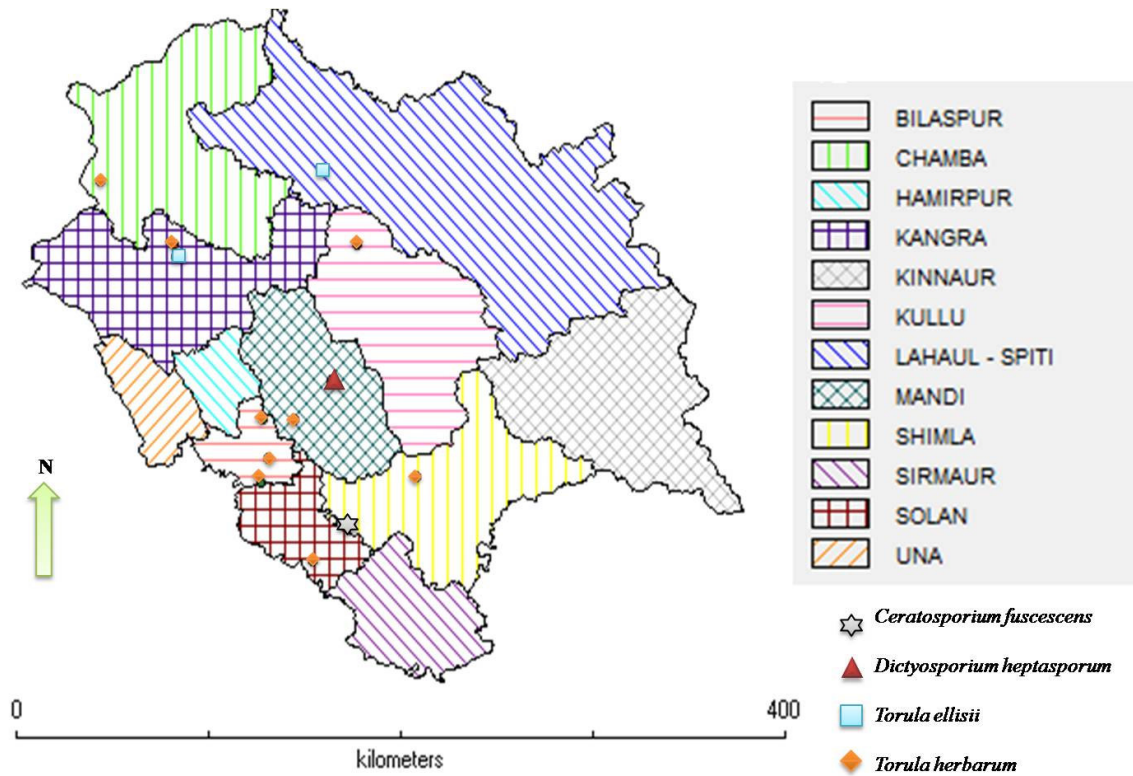 BILASPUR
CHAMBA
HAMIRPUR
KANGRA
KINNAUR
KULLU
LAHAUL - SPITI
MANDI
SHIMLA
SIRMAUR
SOLAN
UNA
N
Ceratosporium fuscescens
Dictyosporium heptasporum
Torula ellisii
Torula herbarum
0 400
kilometers